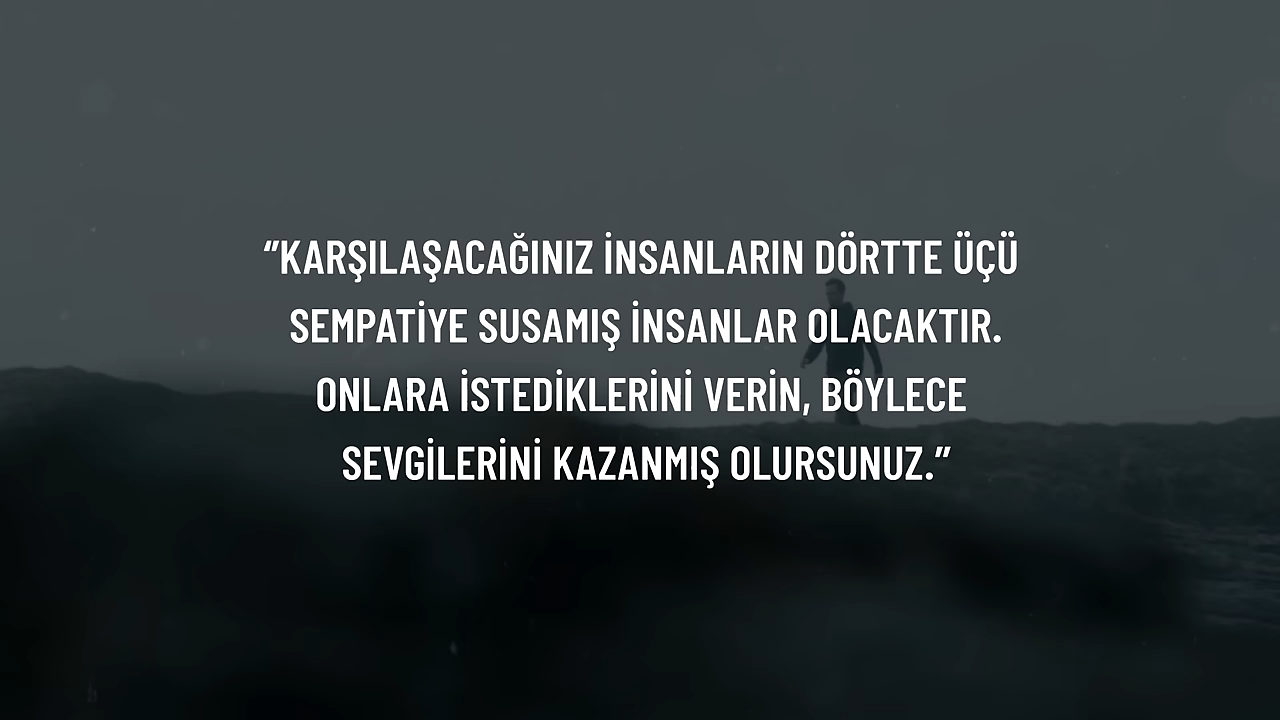 "KARŞILAŞACAĞINIZ İNSANLARIN DÖRTTE ÜÇÜ
SEMPATİYE SUSAMIŞ İNSANLAR OLACAKTIR.
ONLARA İSTEDİKLERİNİ VERİN, BÖYLECE
SEVGİLERİNİ KAZANMIŞ OLURSUNUZ."